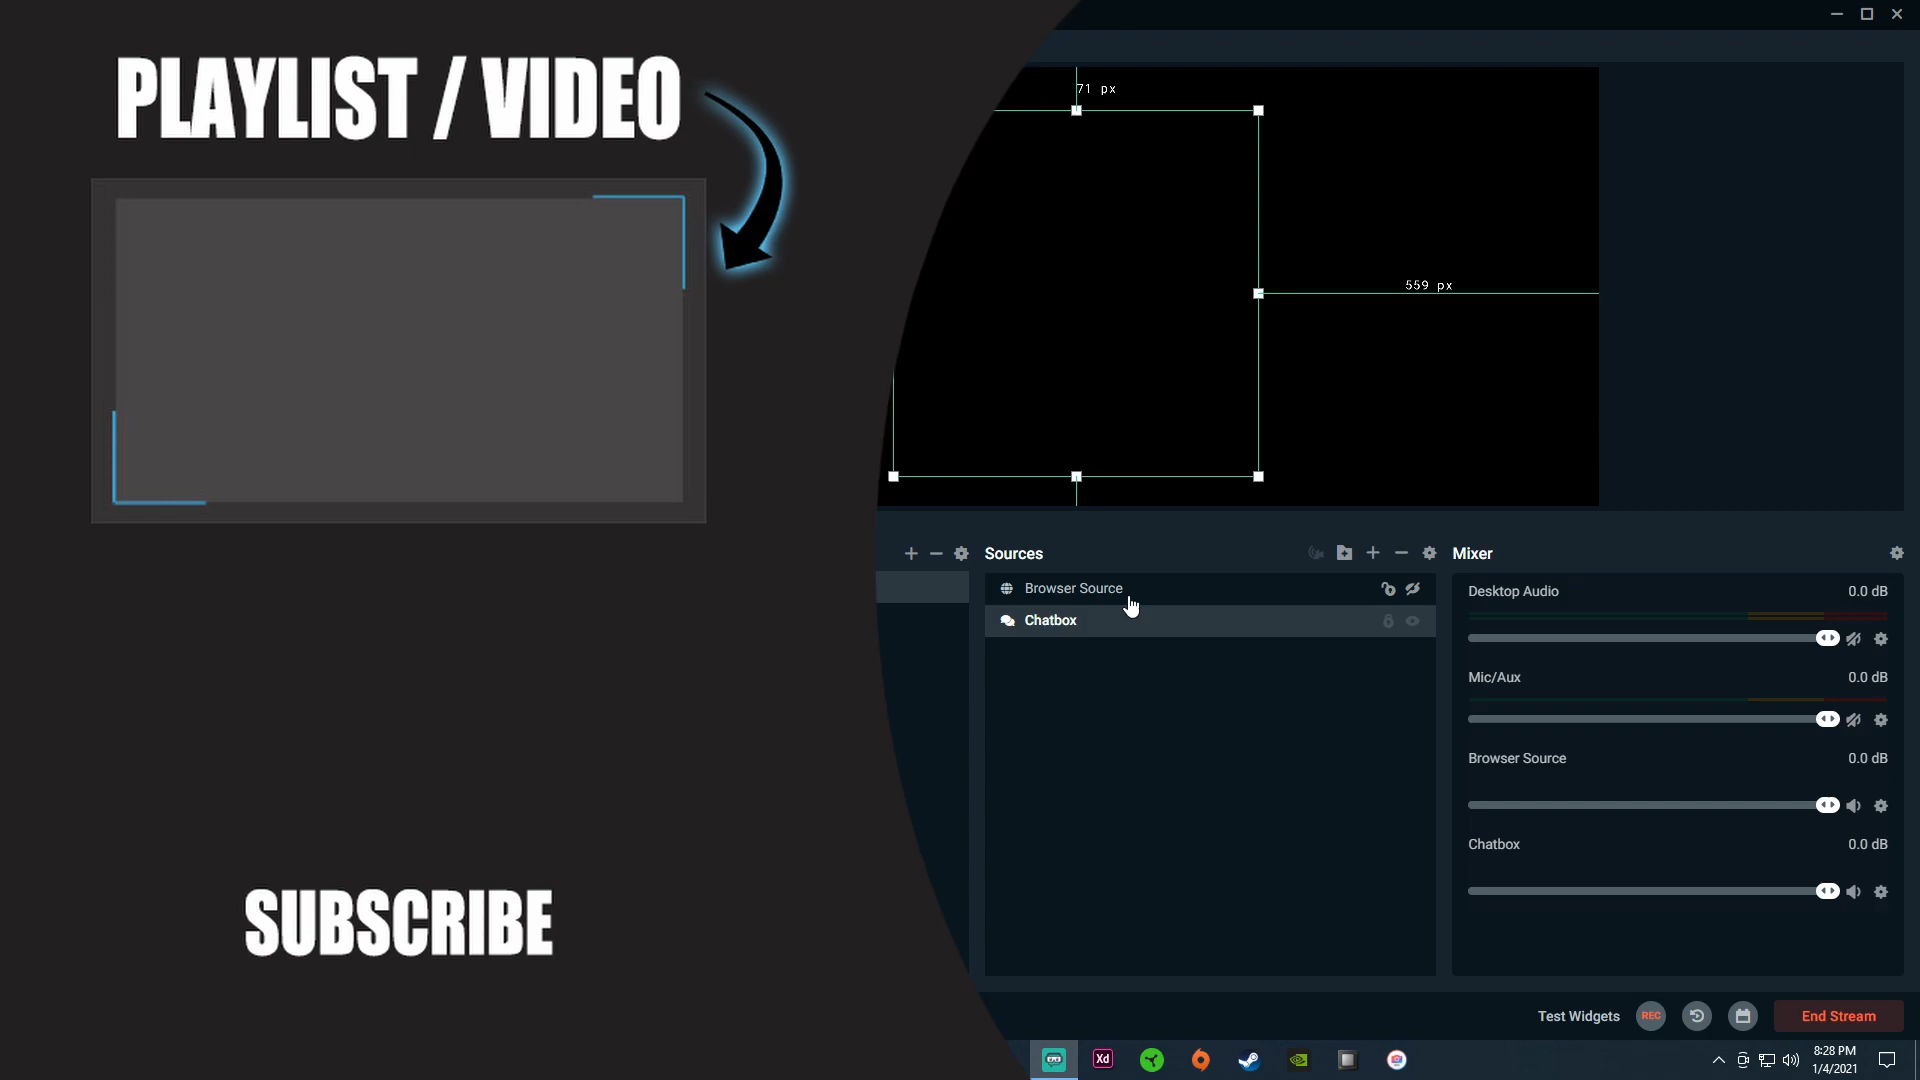 PLAYLIST / VIDEO
71 px
559 px
Sources
Mixer
Browser Source
Chatbox
Desktop Audio
0.0 dB
Mic/Aux
0.0 dB
Browser Source
0.0 dB
Chatbox
0.0 dB
SUBSCRIBE
Test Widgets
REC
End Stream
Xd
8:28 PM
1/4/2021